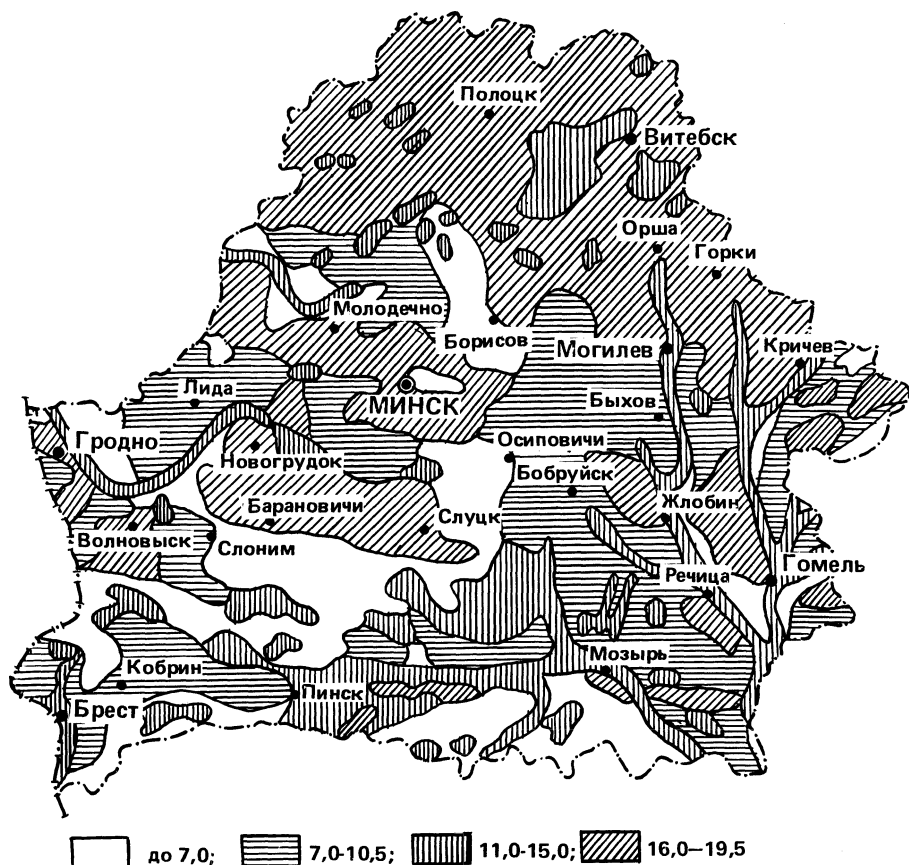 Полоцк
Витебск
Орша
Горки
Молодечно
Борисов
Могилев
Кричев
Лида
МИНСК
Быхов
Гродно
Осиповичи
Новогрудок
Бобруйск
Барановичи
Слуцк
Жлобин
Волновыск
Слоним
Речица
Гомель
Мозырь
Кобрин
Пинск
Брест
до 7,0; 7,0-10,5; 11,0-15,0; 16,0—19,5